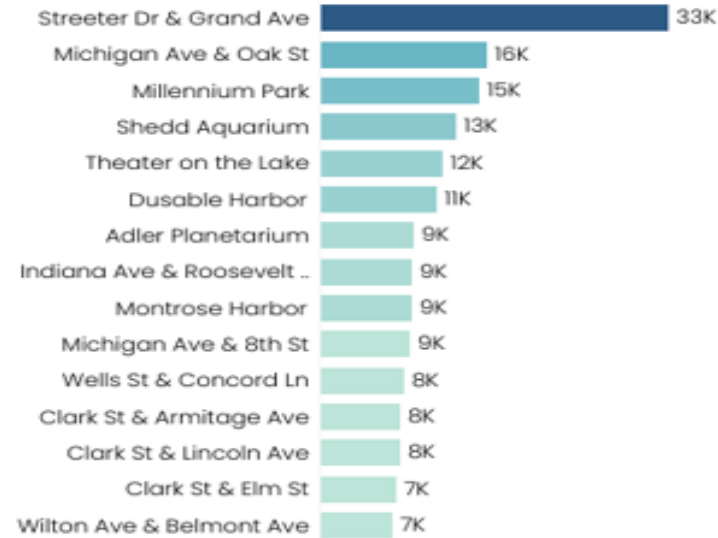 Streeter Dr & Grand Ave 33K
Michigan Ave & Oak St 16K
Millennium Park 15K
Shedd Aquarium 13K
Theater on the Lake 12K
Dusable Harbor 11K
Adler Planetarium 9K
Indiana Ave & Roosevelt .. 9K
Montrose Harbor 9K
Michigan Ave & 8th St 9K
Wells St & Concord Ln 8K
Clark St & Armitage Ave 8K
Clark St & Lincoln Ave 8K
Clark St & Elm St 7K
Wilton Ave & Belmont Ave 7K